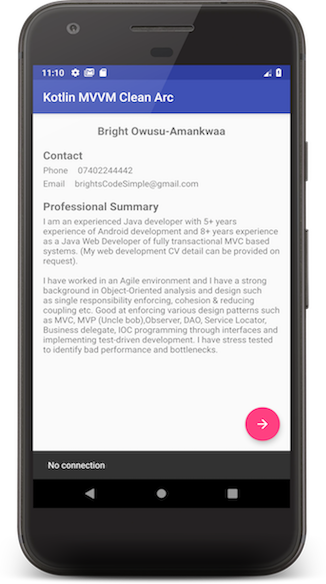 11:10
Kotlin MVVM Clean Arc
Bright Owusu-Amankwaa
Contact
Phone 07402244442
Email brightsCodeSimple@gmail.com
Professional Summary
I am an experienced Java developer with 5+ years
experience of Android development and 8+ years experience
as a Java Web Developer of fully transactional MVC based
systems. (My web development CV detail can be provided on
request).
I have worked in an Agile environment and I have a strong
background in Object-Oriented analysis and design such
as single responsibility enforcing, cohesion & reducing
coupling etc. Good at enforcing various design patterns such
as MVC, MVP (Uncle bob),Observer, DAO, Service Locator,
Business delegate, IOC programming through interfaces and
implementing test-driven development. I have stress tested
to identify bad performance and bottlenecks.
No connection